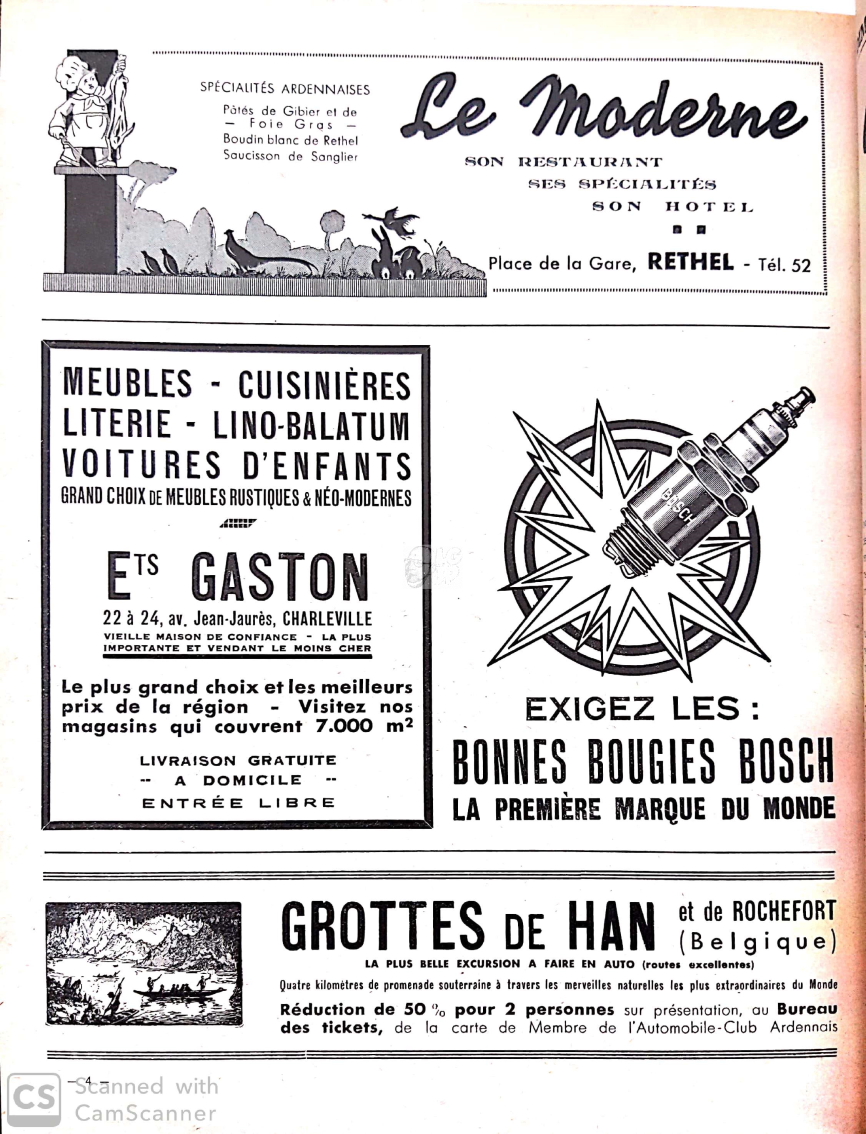 SPÉCIALITÉS ARDENNAISES
Pâtés de Gibier et de
— Foie Gras —
Boudin blanc de Rethel
Saucisson de Sanglier
Le Moderne
SON RESTAURANT
SES SPÉCIALITÉS
SON HOTEL
Place de la Gare, RETHEL - Tél. 52
MEUBLES - CUISINIÈRES
LITERIE - LINO-BALATUM
VOITURES D'ENFANTS
GRAND CHOIX DE MEUBLES RUSTIQUES & NÉO-MODERNES
ETS GASTON
22 à 24, av. Jean-Jaurès, CHARLEVILLE
VIEILLE MAISON DE CONFIANCE - LA PLUS
IMPORTANTE ET VENDANT LE MOINS CHER
Le plus grand choix et les meilleurs
prix de la région - Visitez nos
magasins qui couvrent 7.000 m²
LIVRAISON GRATUITE
-- A DOMICILE --
ENTRÉE LIBRE
BOSCH
EXIGEZ LES :
BONNES BOUGIES BOSCH
LA PREMIÈRE MARQUE DU MONDE
GROTTES DE HAN et de ROCHEFORT
(Belgique)
LA PLUS BELLE EXCURSION A FAIRE EN AUTO (routes excellentes)
Quatre kilomètres de promenade souterraine à travers les merveilles naturelles les plus extraordinaires du Monde
Réduction de 50 % pour 2 personnes sur présentation, au Bureau
des tickets, de la carte de Membre de l'Automobile-Club Ardennais
— 4 —
CS Scanned with
CamScanner